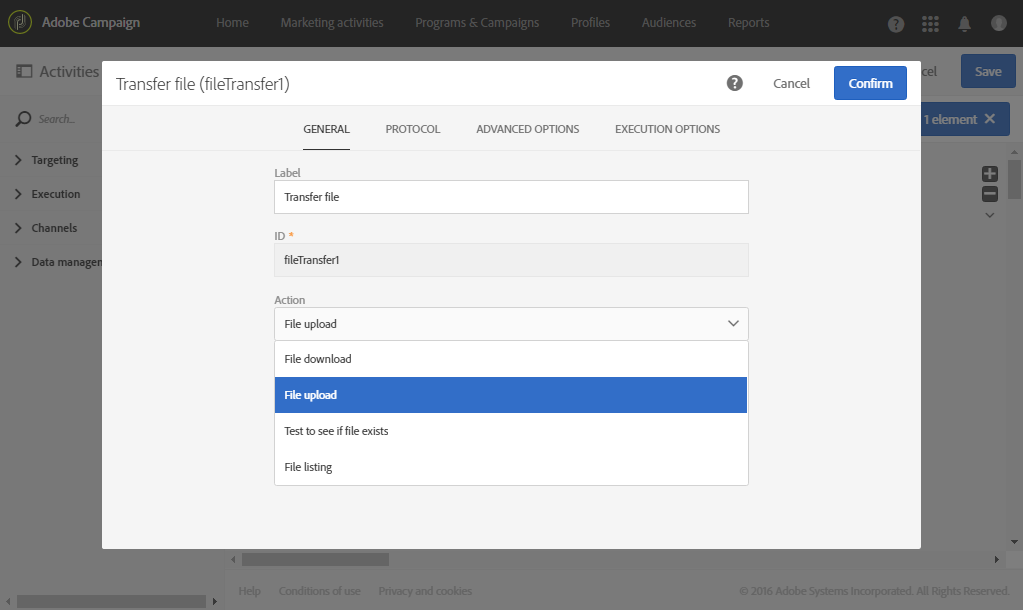 Adobe Campaign
Home Marketing activities Programs & Campaigns Profiles Audiences Reports
Activities
cel Save
Transfer file (fileTransfer1)
Cancel Confirm
Search...
1 element
GENERAL PROTOCOL ADVANCED OPTIONS EXECUTION OPTIONS
Targeting
Execution
Channels
Data managem
Label
Transfer file
ID *
fileTransfer1
Action
File upload
File download
File upload
Test to see if file exists
File listing
Help Conditions of use Privacy and cookies © 2016 Adobe Systems Incorporated. All Rights Reserved.